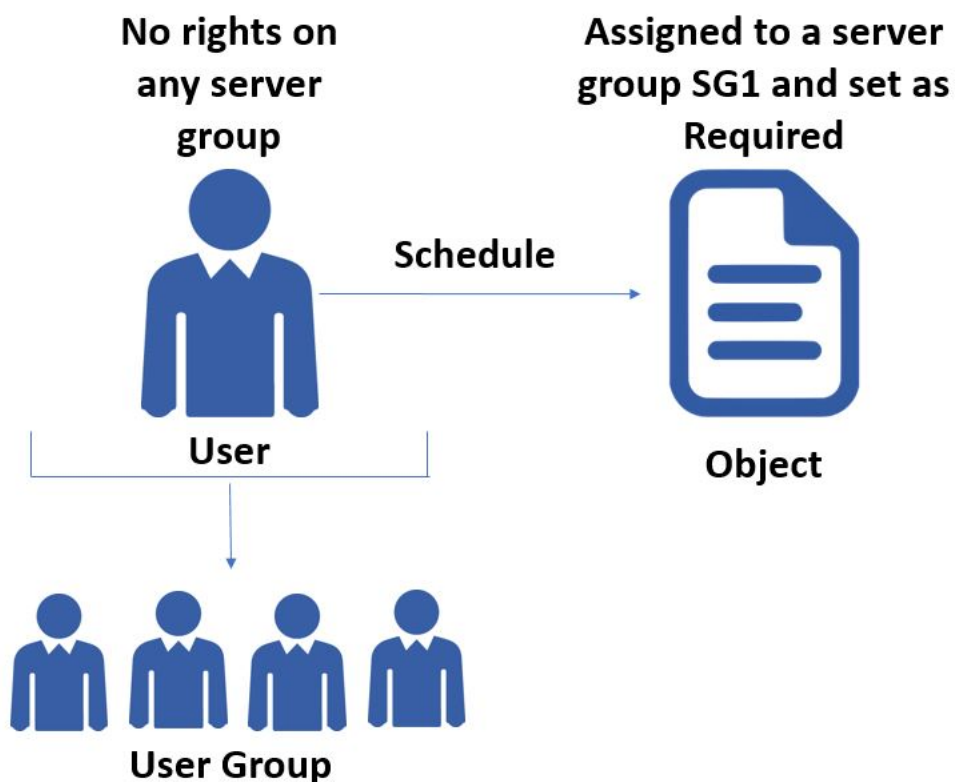 No rights on
any server
group
Assigned to a server
group SG1 and set as
Required
Schedule
User
Object
User Group